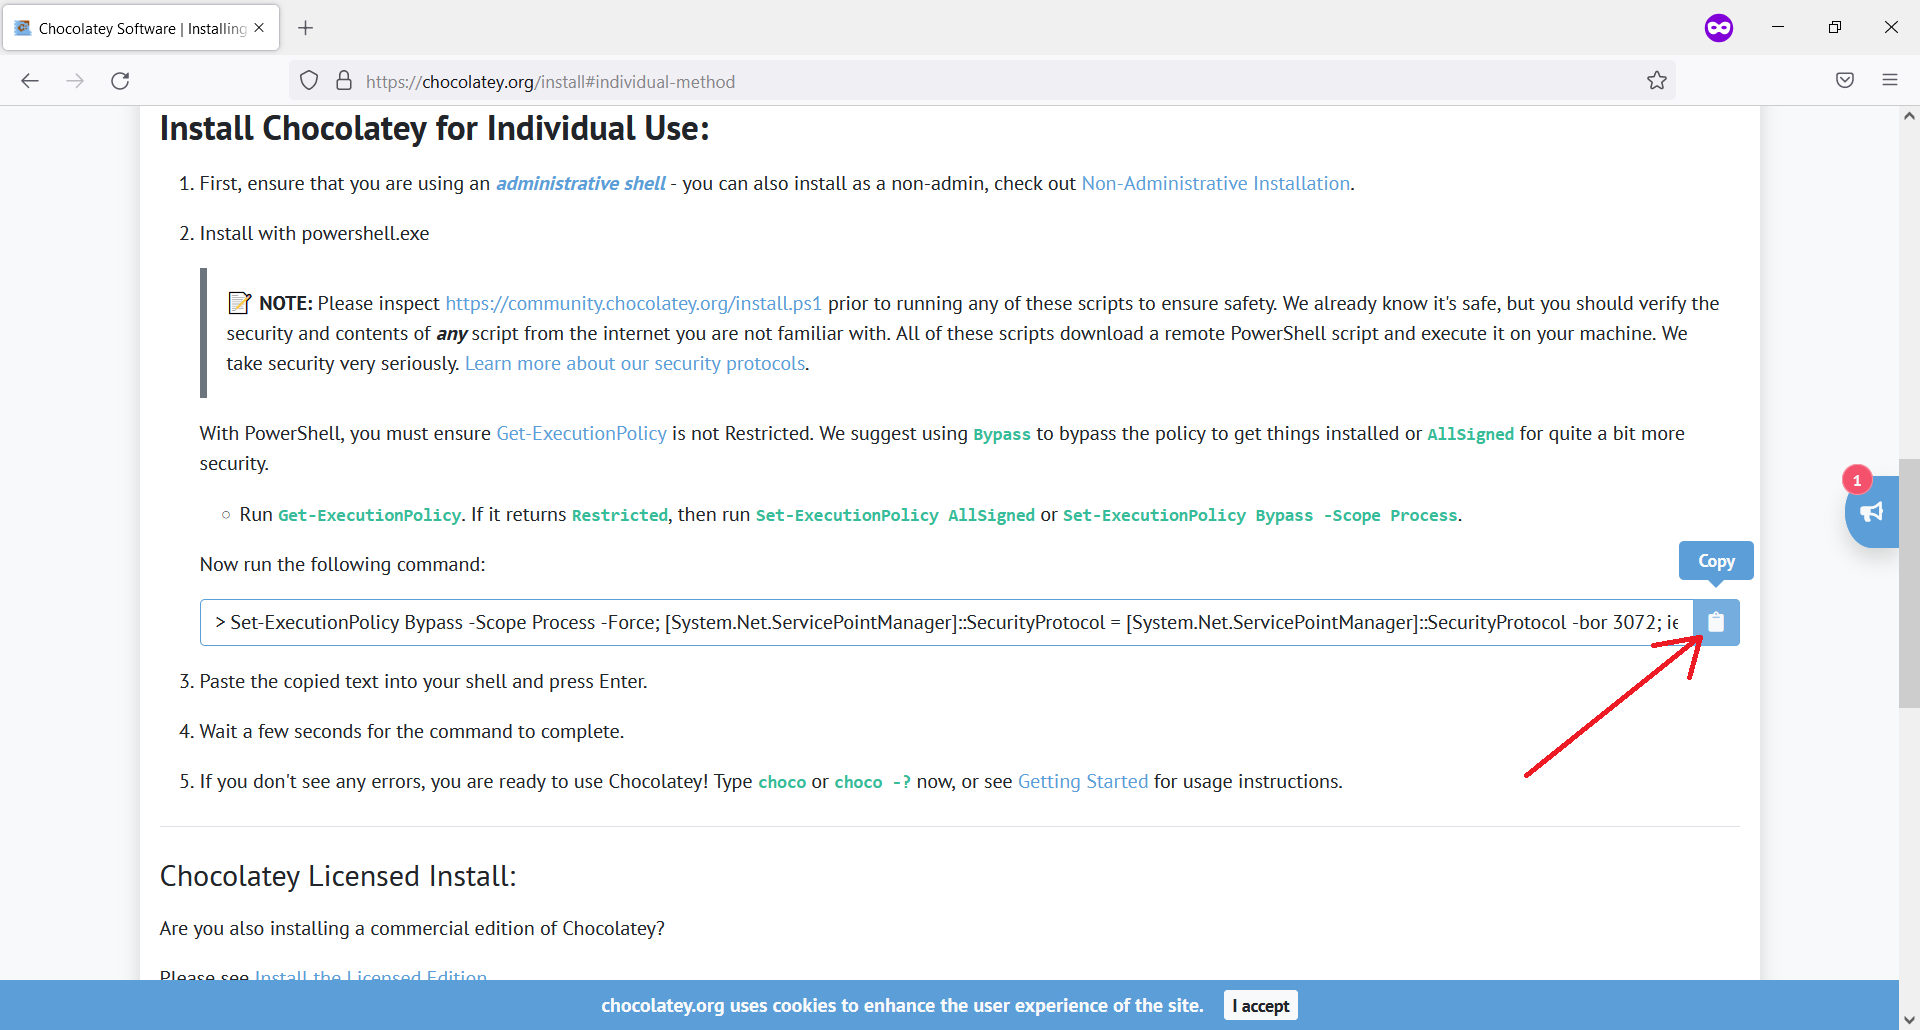 Chocolatey Software | Installing
https://chocolatey.org/install#individual-method
Install Chocolatey for Individual Use:
1. First, ensure that you are using an administrative shell - you can also install as a non-admin, check out Non-Administrative Installation.
2. Install with powershell.exe
NOTE: Please inspect https://community.chocolatey.org/install.ps1 prior to running any of these scripts to ensure safety. We already know it's safe, but you should verify the
security and contents of any script from the internet you are not familiar with. All of these scripts download a remote PowerShell script and execute it on your machine. We
take security very seriously. Learn more about our security protocols.
With PowerShell, you must ensure Get-ExecutionPolicy is not Restricted. We suggest using Bypass to bypass the policy to get things installed or AllSigned for quite a bit more
security.
1
Run Get-ExecutionPolicy. If it returns Restricted, then run Set-ExecutionPolicy AllSigned or Set-ExecutionPolicy Bypass -Scope Process.
Now run the following command:
Copy
> Set-ExecutionPolicy Bypass -Scope Process -Force; [System.Net.ServicePointManager]::SecurityProtocol = [System.Net.ServicePointManager]::SecurityProtocol -bor 3072; ie
3. Paste the copied text into your shell and press Enter.
4. Wait a few seconds for the command to complete.
5. If you don't see any errors, you are ready to use Chocolatey! Type choco or choco -? now, or see Getting Started for usage instructions.
Chocolatey Licensed Install:
Are you also installing a commercial edition of Chocolatey?
Please see Install the Licensed Edition
chocolatey.org uses cookies to enhance the user experience of the site. I accept